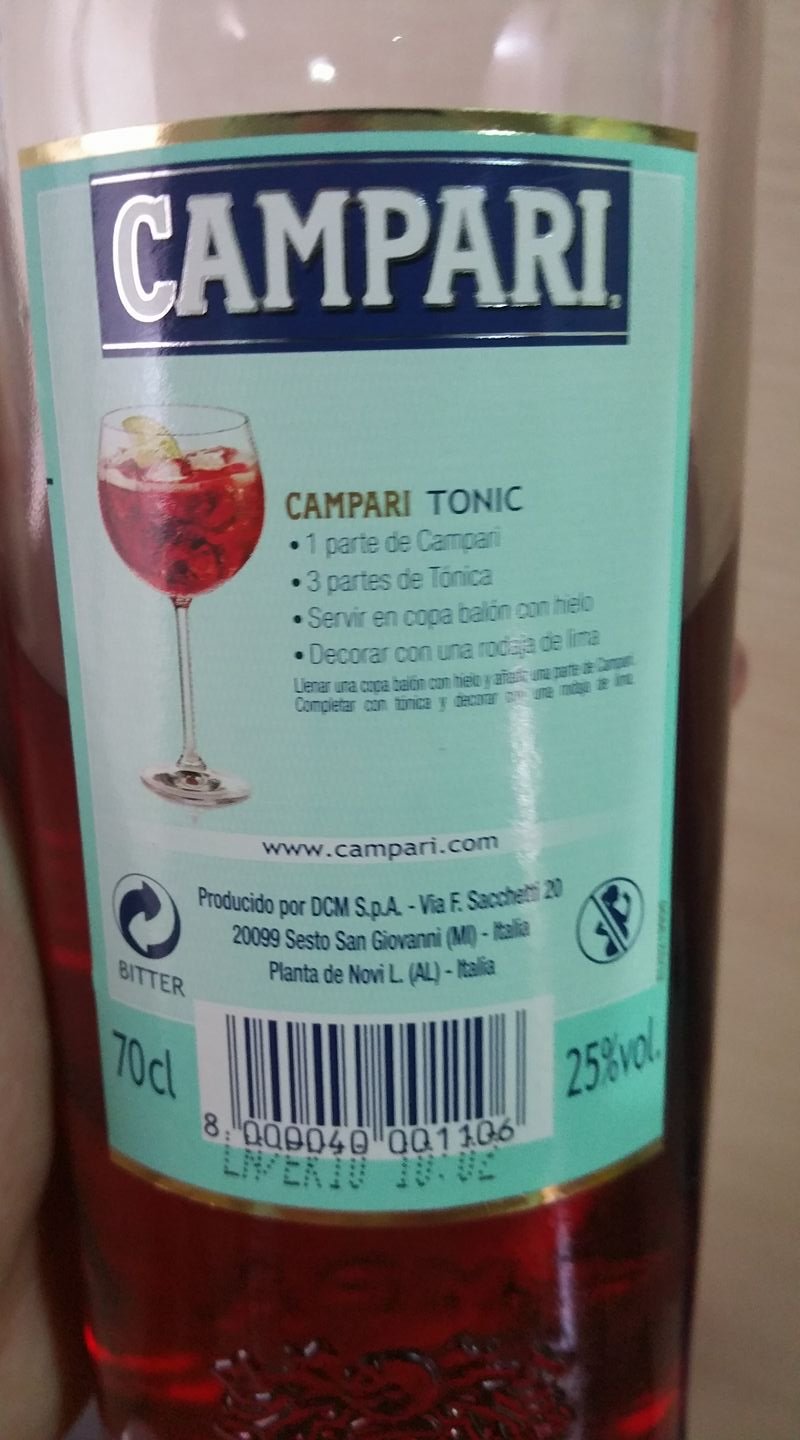 CAMPARI.
CAMPARI TONIC
• 1 parte de Campari
• 3 partes de Tónica
• Servir en copa balón con hielo
• Decorar con una rodaja de lima
Llenar una copa balón con hielo y añadir una parte de Campari.
Completar con tónica y decorar con una rodaja de lima.
www.campari.com
Producido por DCM S.p.A. - Via F. Sacchetti 20
20099 Sesto San Giovanni (MI) - Italia
Planta de Novi L. (AL) - Italia
BITTER
70cl
25%vol.
8 000040 001106